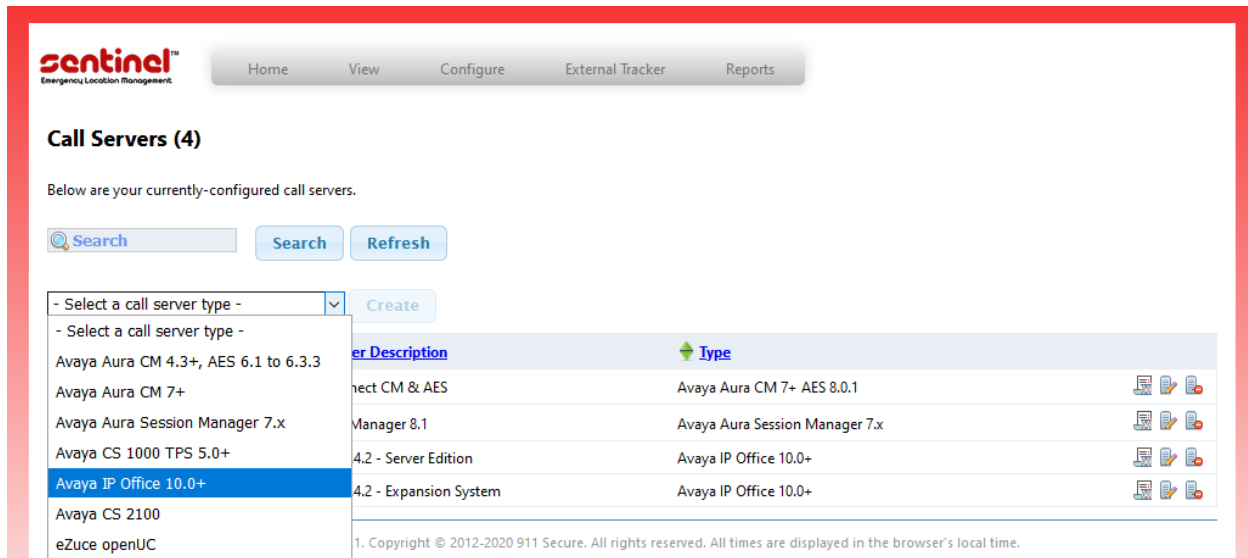 sentinel™
Emergency Location Management
Home View Configure External Tracker Reports
Call Servers (4)
Below are your currently-configured call servers.
Search Search Refresh
- Select a call server type - Create
- Select a call server type -
er Description Type
Avaya Aura CM 4.3+, AES 6.1 to 6.3.3
nect CM & AES Avaya Aura CM 7+ AES 8.0.1
Avaya Aura CM 7+
Avaya Aura Session Manager 7.x
Manager 8.1 Avaya Aura Session Manager 7.x
Avaya CS 1000 TPS 5.0+
4.2 - Server Edition Avaya IP Office 10.0+
Avaya IP Office 10.0+
4.2 - Expansion System Avaya IP Office 10.0+
Avaya CS 2100
eZuce openUC
1. Copyright © 2012-2020 911 Secure. All rights reserved. All times are displayed in the browser's local time.